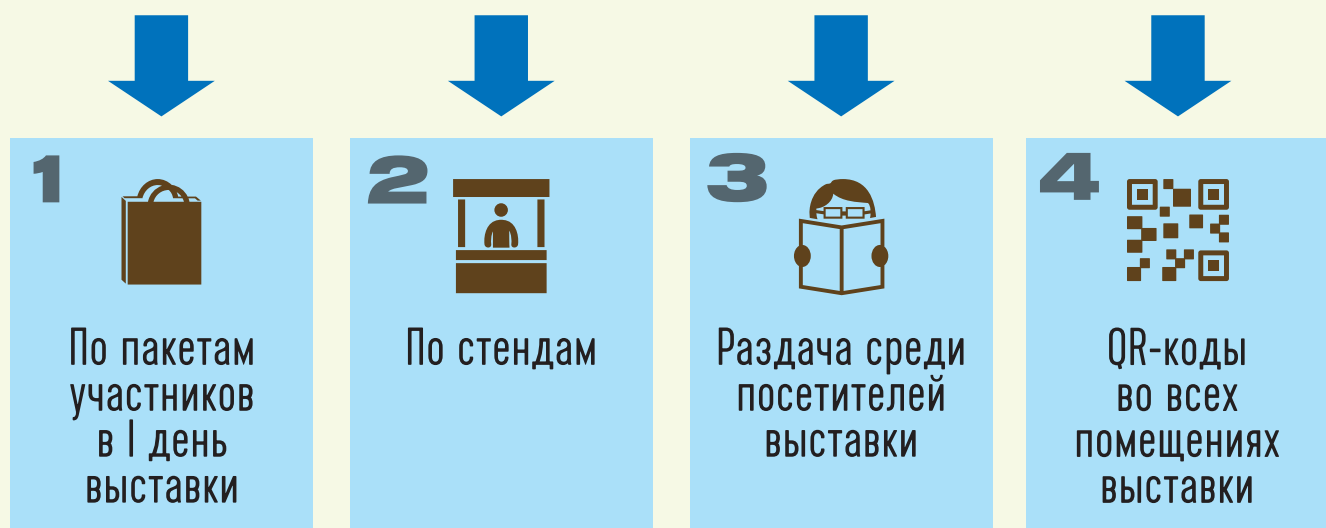 1
По пакетам
участников
в I день
выставки
2
По стендам
3
Раздача среди
посетителей
выставки
4
QR-коды
во всех
помещениях
выставки